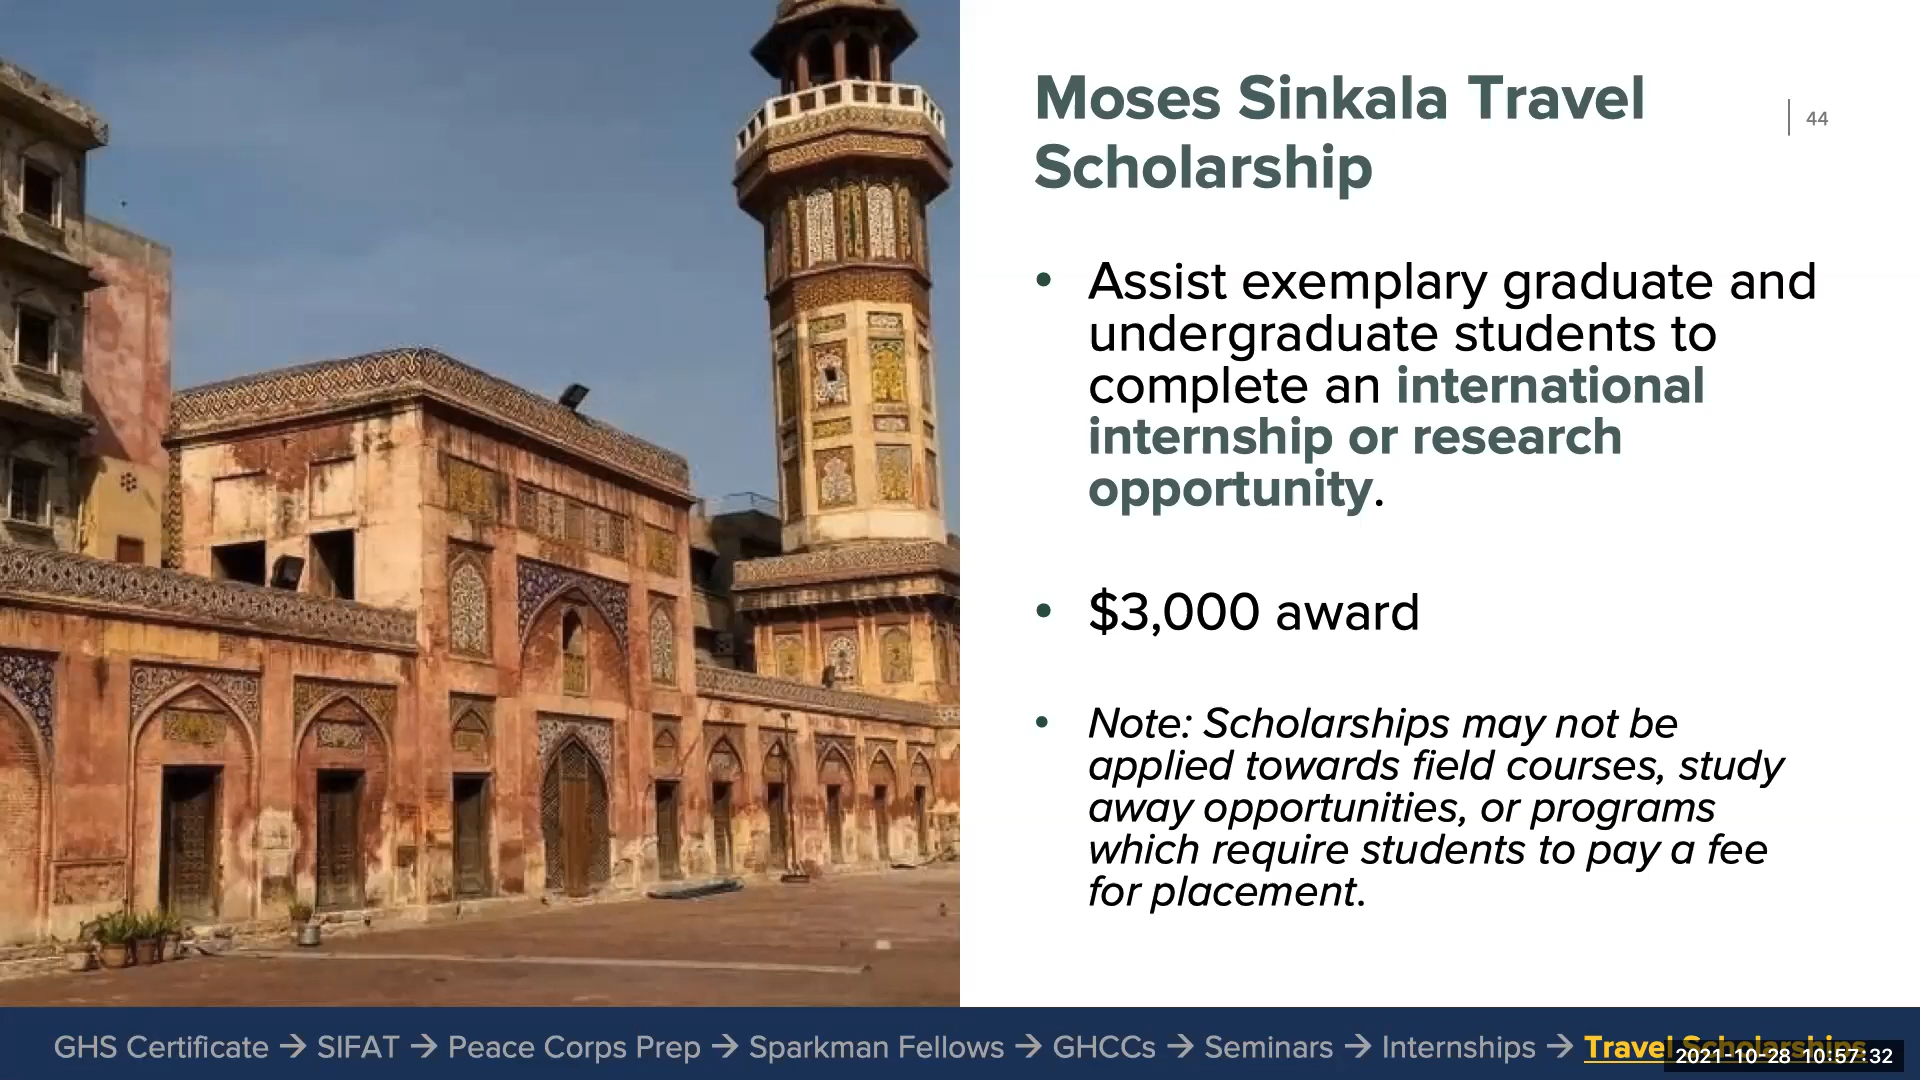 Moses Sinkala Travel
Scholarship
44
• Assist exemplary graduate and
undergraduate students to
complete an international
internship or research
opportunity.
• $3,000 award
• Note: Scholarships may not be
applied towards field courses, study
away opportunities, or programs
which require students to pay a fee
for placement.
GHS Certificate → SIFAT → Peace Corps Prep → Sparkman Fellows → GHCCs → Seminars → Internships → Travel Scholarships
2021-10-28 10:57:32